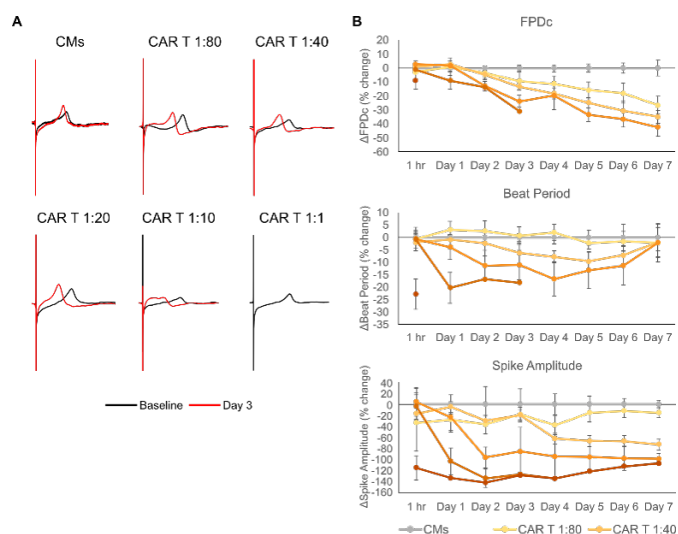 A
CMs
CAR T 1:80
CAR T 1:40
CAR T 1:20
CAR T 1:10
CAR T 1:1
Baseline
Day 3
B
FPDc
ΔFPDc (% change)
20
10
0
-10
-20
-30
-40
-50
-60
1 hr Day 1 Day 2 Day 3 Day 4 Day 5 Day 6 Day 7
Beat Period
ΔBeat Period (% change)
10
5
0
-5
-10
-15
-20
-25
-30
-35
1 hr Day 1 Day 2 Day 3 Day 4 Day 5 Day 6 Day 7
Spike Amplitude
ΔSpike Amplitude (% change)
40
20
0
-20
-40
-60
-80
-100
-120
-140
-160
1 hr Day 1 Day 2 Day 3 Day 4 Day 5 Day 6 Day 7
CMs
CAR T 1:80
CAR T 1:40